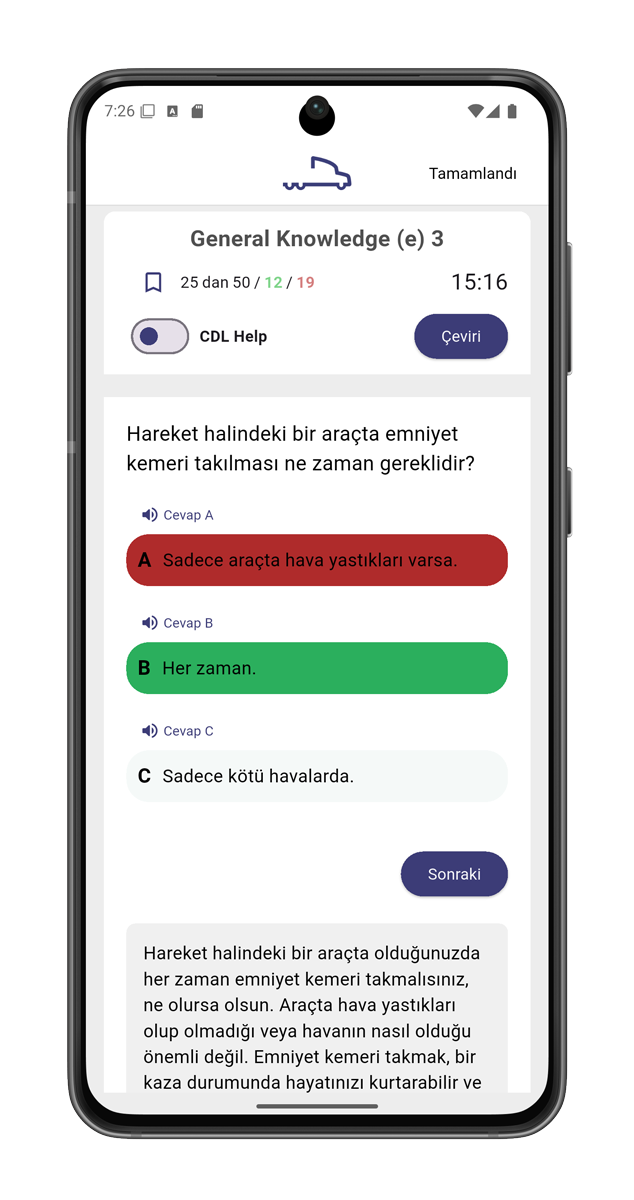 7:26
Tamamlandı
General Knowledge (e) 3
25 dan 50 / 12 / 19
15:16
CDL Help
Çeviri
Hareket halindeki bir araçta emniyet
kemeri takılması ne zaman gereklidir?
Cevap A
A Sadece araçta hava yastıkları varsa.
Cevap B
B Her zaman.
Cevap C
C Sadece kötü havalarda.
Sonraki
Hareket halindeki bir araçta olduğunuzda
her zaman emniyet kemeri takmalısınız,
ne olursa olsun. Araçta hava yastıkları
olup olmadığı veya havanın nasıl olduğu
önemli değil. Emniyet kemeri takmak, bir
kaza durumunda hayatınızı kurtarabilir ve